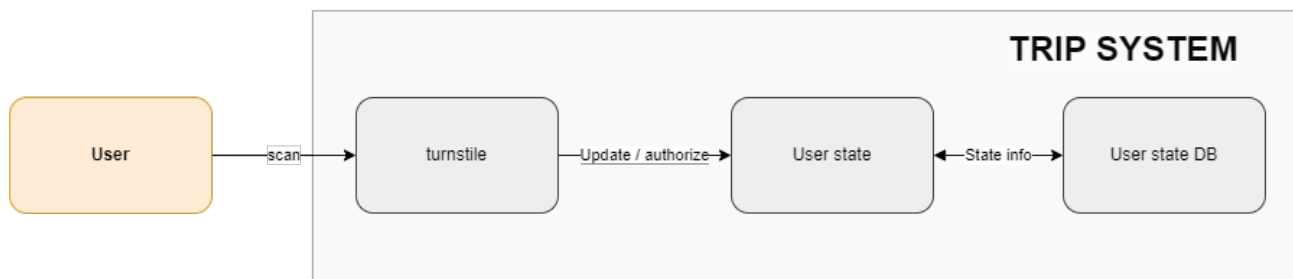 TRIP SYSTEM
User
scan
turnstile
Update / authorize
User state
State info
User state DB